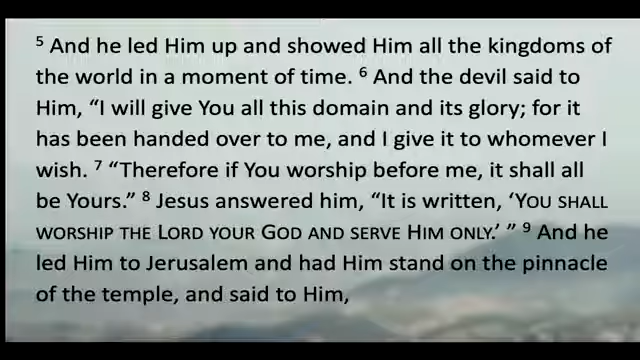 ⁵ And he led Him up and showed Him all the kingdoms of
the world in a moment of time. ⁶ And the devil said to
Him, “I will give You all this domain and its glory; for it
has been handed over to me, and I give it to whomever I
wish. ⁷ “Therefore if You worship before me, it shall all
be Yours.” ⁸ Jesus answered him, “It is written, ‘YOU SHALL
WORSHIP THE LORD YOUR GOD AND SERVE HIM ONLY.’ ” ⁹ And he
led Him to Jerusalem and had Him stand on the pinnacle
of the temple, and said to Him,